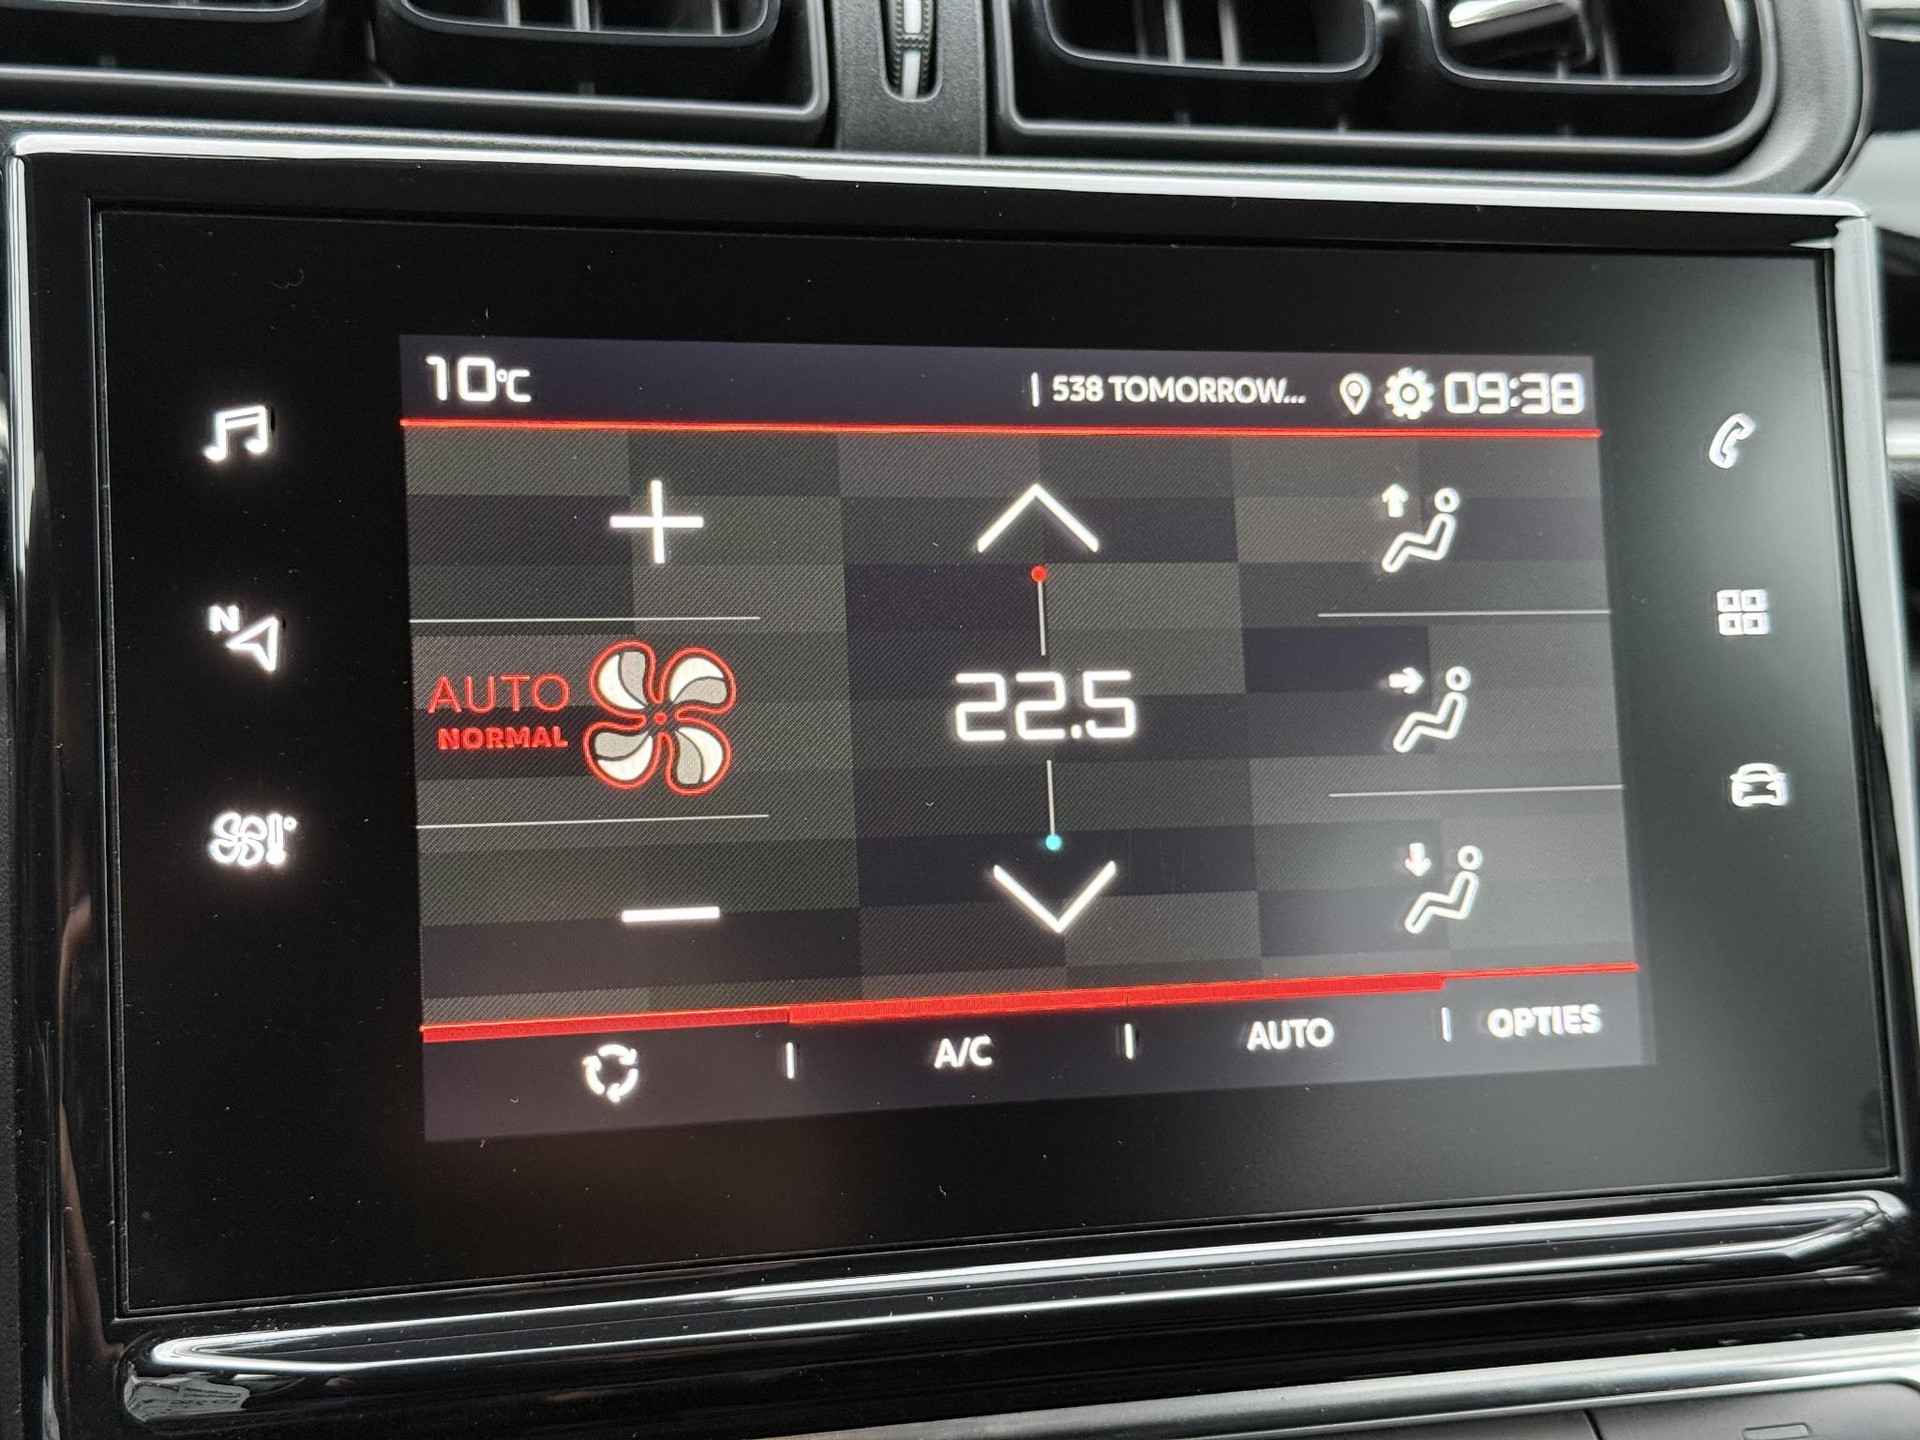 10°C | 538 TOMORROW... 09:38
N
AUTO
NORMAL
22.5
A/C | AUTO | OPTIES